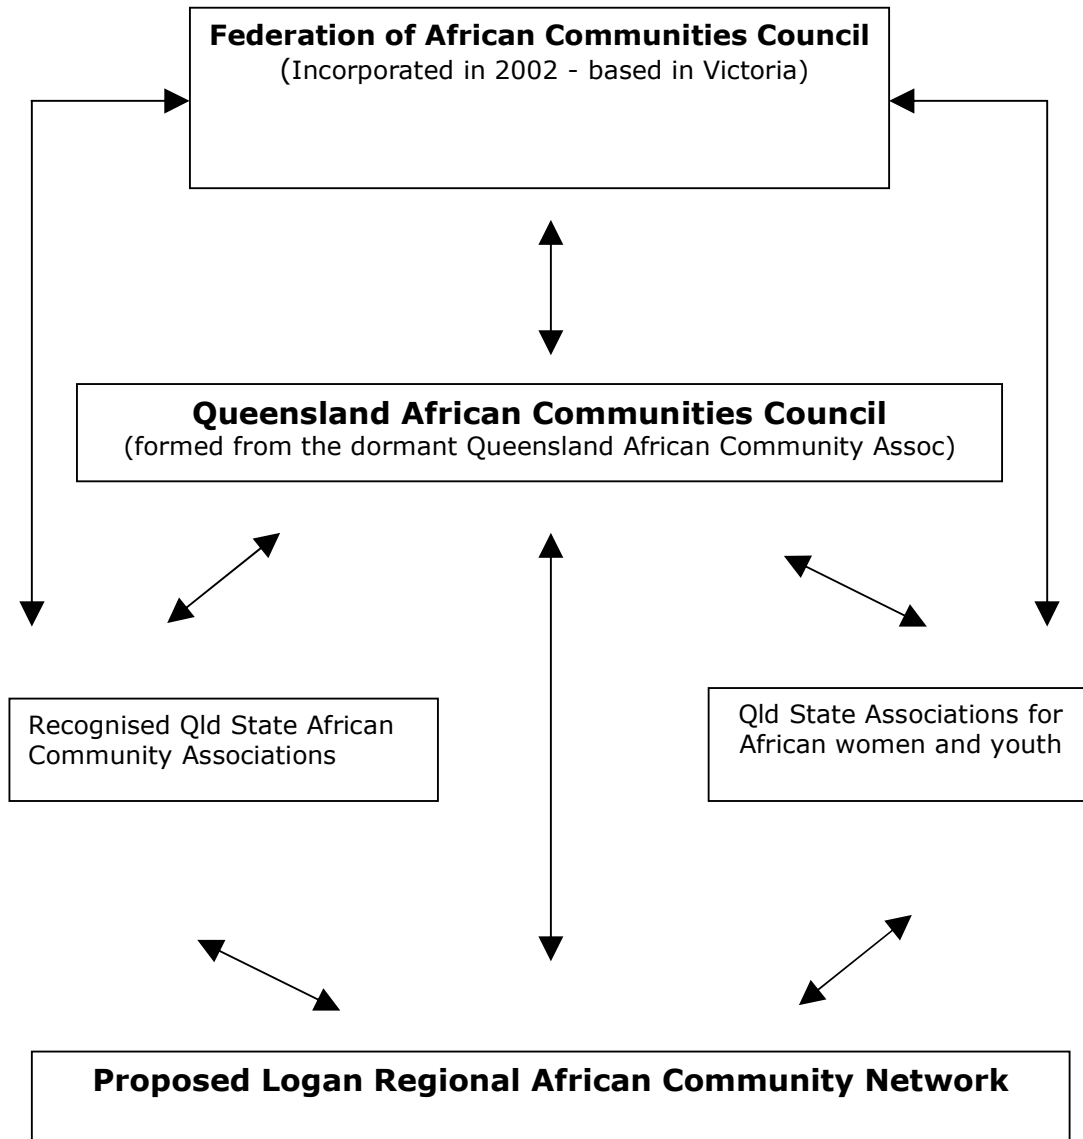 Federation of African Communities Council
(Incorporated in 2002 - based in Victoria)
Queensland African Communities Council
(formed from the dormant Queensland African Community Assoc)
Recognised Qld State African
Community Associations
Qld State Associations for
African women and youth
Proposed Logan Regional African Community Network